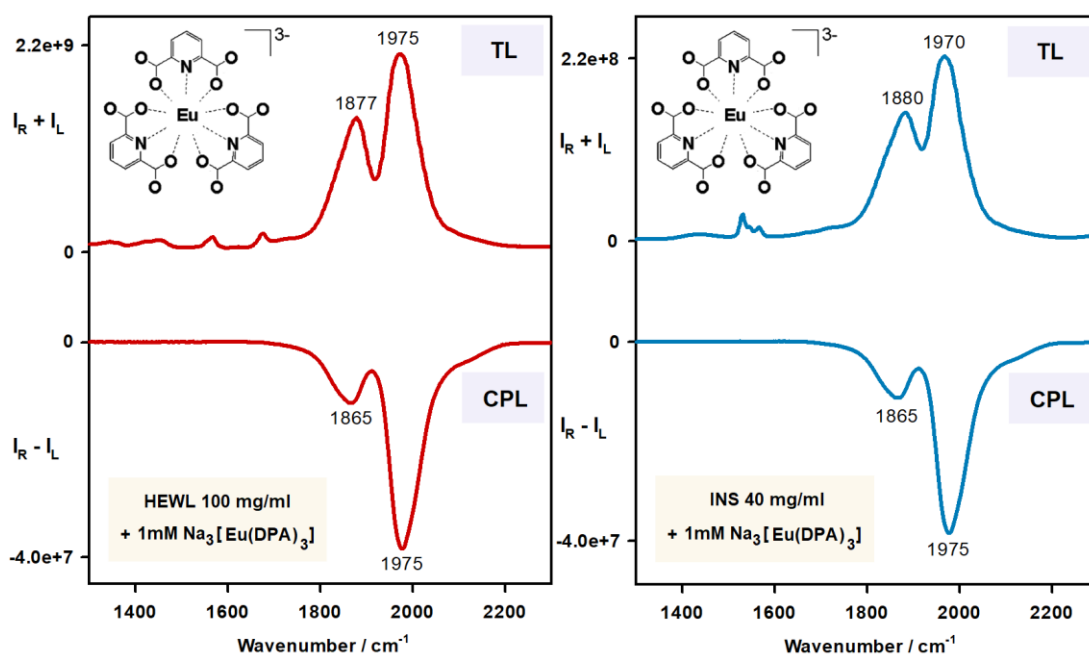 2.2e+9
I_R + I_L
0
0
I_R - I_L
-4.0e+7
3-
O O
N
O O
O O O O
Eu
N N
O O O O
O O
1877
1975
TL
1865
1975
CPL
HEWL 100 mg/ml
+ 1mM Na₃[Eu(DPA)₃]
1400 1600 1800 2000 2200
Wavenumber / cm⁻¹
2.2e+8
I_R + I_L
0
0
I_R - I_L
-4.0e+7
3-
O O
N
O O
O O O O
Eu
N N
O O O O
O O
1880
1970
TL
1865
1975
CPL
INS 40 mg/ml
+ 1mM Na₃[Eu(DPA)₃]
1400 1600 1800 2000 2200
Wavenumber / cm⁻¹